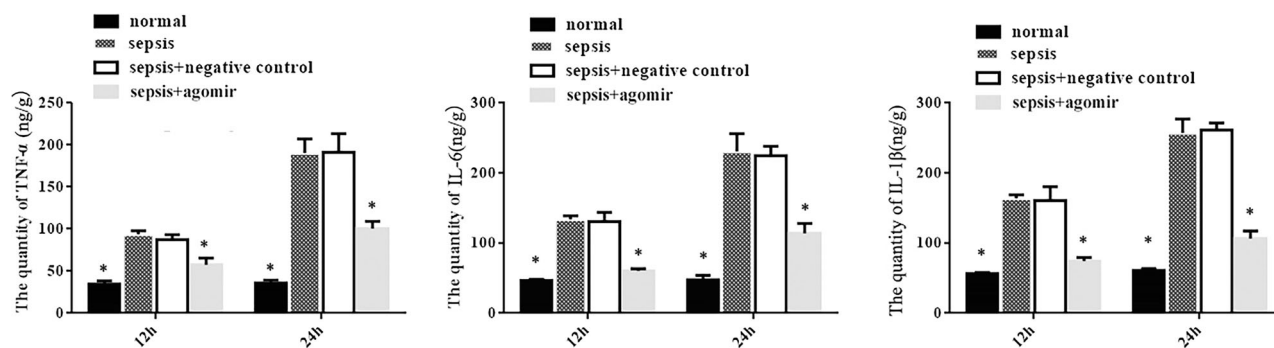 normal
sepsis
sepsis+negative control
sepsis+agomir
The quantity of TNF-α (ng/g)
250
200
150
100
50
0
*
*
*
*
12h
24h
normal
sepsis
sepsis+negative control
sepsis+agomir
The quantity of IL-6(ng/g)
300
200
100
0
*
*
*
*
12h
24h
normal
sepsis
sepsis+negative control
sepsis+agomir
The quantity of IL-1β(ng/g)
300
200
100
0
*
*
*
*
12h
24h